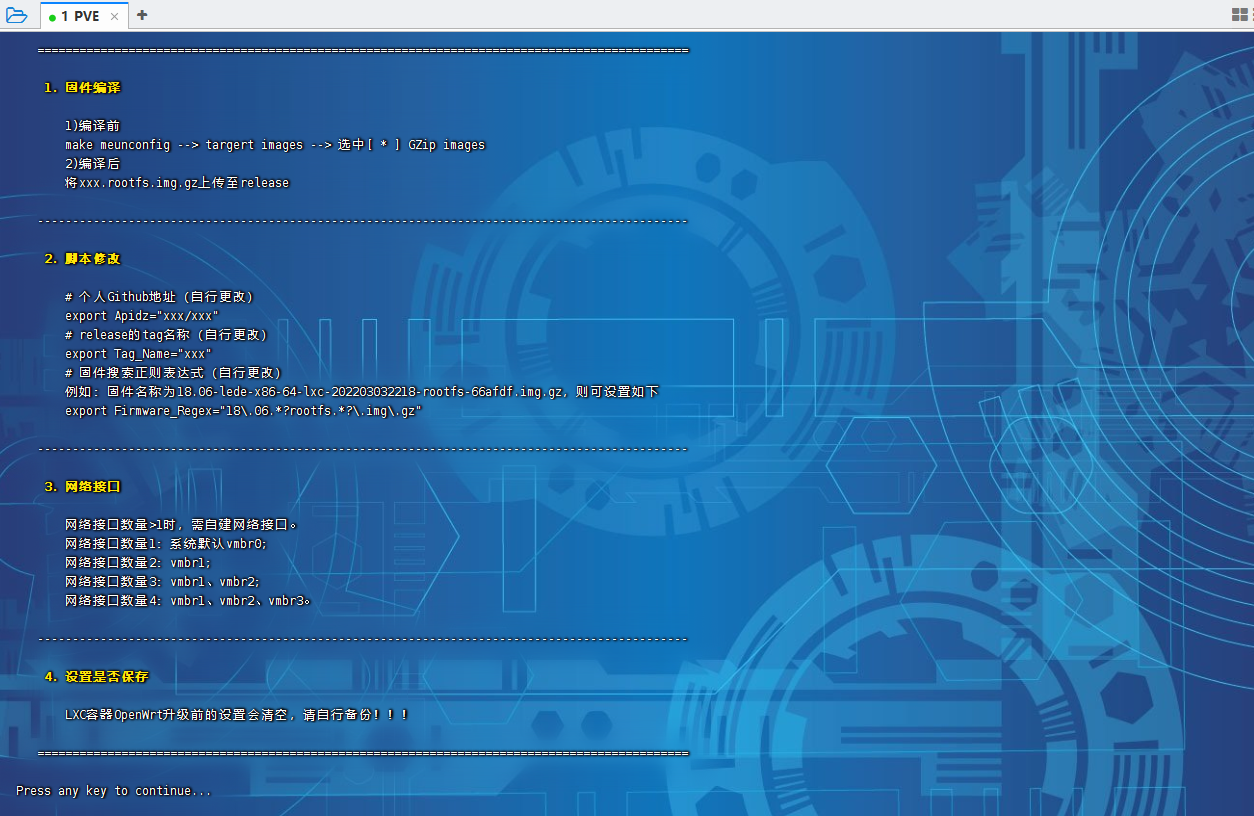 1 PVE
==============================================================================================
1. 固件编译
1)编译前
make meunconfig --> targert images --> 选中[ * ] GZip images
2)编译后
将xxx.rootfs.img.gz上传至release
----------------------------------------------------------------------------------------------
2. 脚本修改
# 个人Github地址（自行更改）
export Apidz="xxx/xxx"
# release的tag名称（自行更改）
export Tag_Name="xxx"
# 固件搜索正则表达式（自行更改）
例如：固件名称为18.06-lede-x86-64-lxc-202203032218-rootfs-66afdf.img.gz，则可设置如下
export Firmware_Regex="18\.06.*?rootfs.*?\.img\.gz"
----------------------------------------------------------------------------------------------
3. 网络接口
网络接口数量>1时，需自建网络接口。
网络接口数量1：系统默认vmbr0;
网络接口数量2：vmbr1;
网络接口数量3：vmbr1、vmbr2;
网络接口数量4：vmbr1、vmbr2、vmbr3。
----------------------------------------------------------------------------------------------
4. 设置是否保存
LXC容器OpenWrt升级前的设置会清空，请自行备份！！！
==============================================================================================
Press any key to continue...